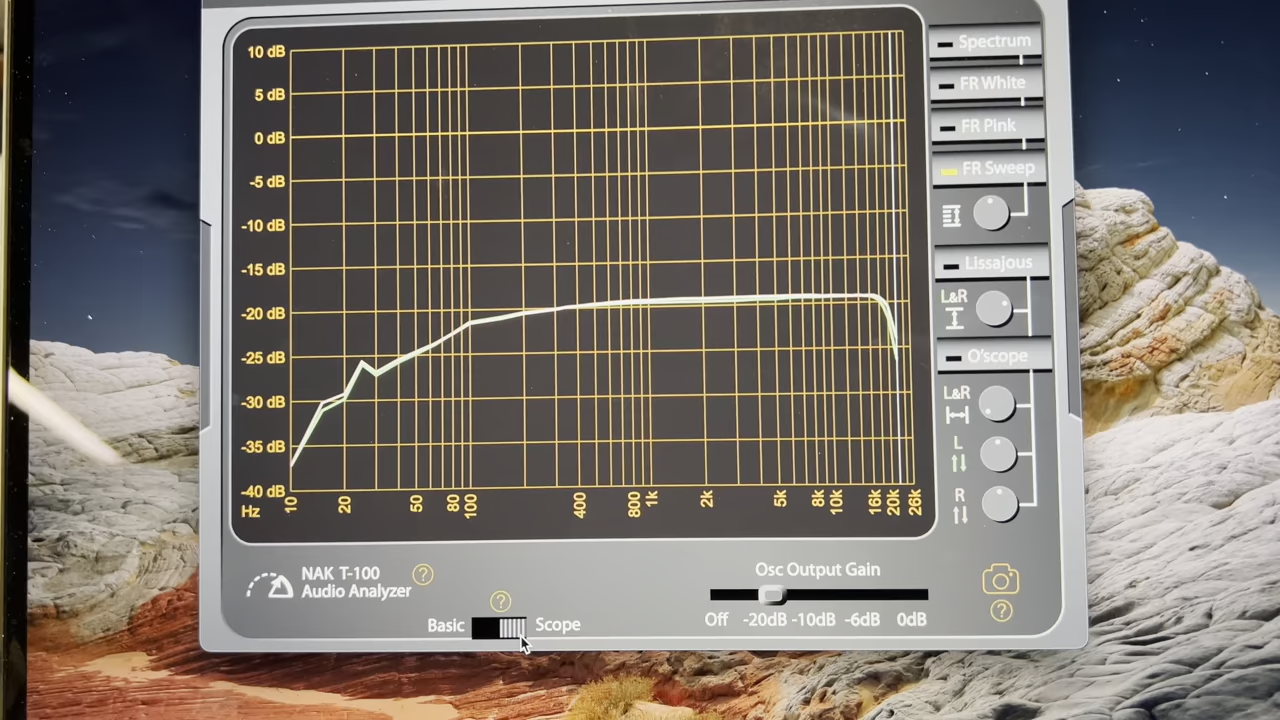 10 dB
5 dB
0 dB
-5 dB
-10 dB
-15 dB
-20 dB
-25 dB
-30 dB
-35 dB
-40 dB
Hz
10 20 50 80 100 400 800 1k 2k 5k 8k 10k 16k 20k 26k
Spectrum
FR White
FR Pink
FR Sweep
Lissajous
L&R
O'scope
L&R
L
R
NAK T-100
Audio Analyzer
?
?
Basic
Scope
Osc Output Gain
Off -20dB -10dB -6dB 0dB
?